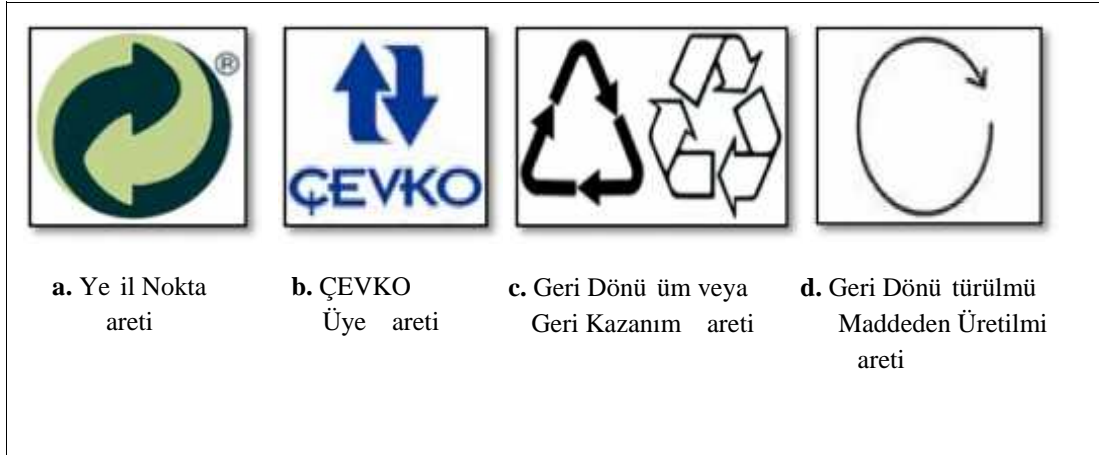 ®
ÇEVKO
a. Ye il Nokta
areti
b. ÇEVKO
Üye areti
c. Geri Dönü üm veya
Geri Kazanım areti
d. Geri Dönü türülmü
Maddeden Üretilmi
areti